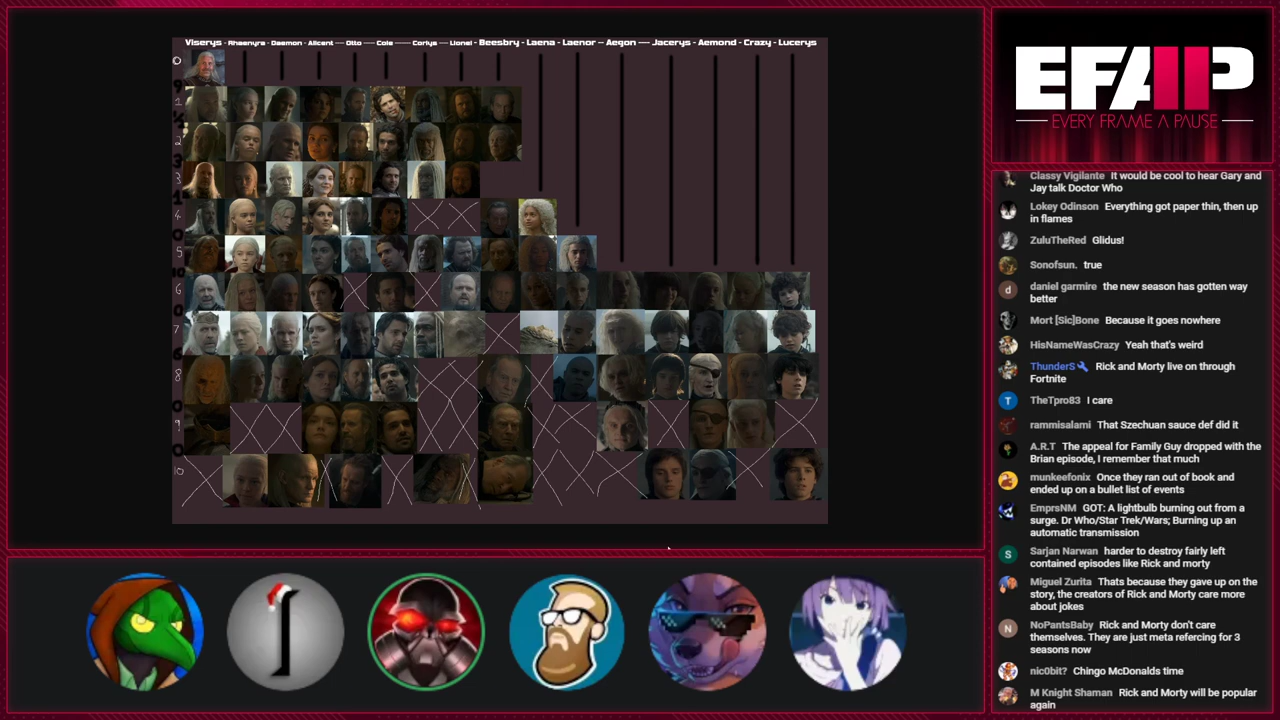 Viserys - Rhaenyra - Daemon - Alicent — Otto — Cole — Corlys — Lionel - Beesbry - Laena - Laenor – Aegon — Jacerys - Aemond - Crazy - Lucerys
0
1
2
3
4
5
6
7
8
9
EFAP
EVERY FRAME A PAUSE
Classy Vigilante It would be cool to hear Gary and
Jay talk Doctor Who
Lokey Odinson Everything got paper thin, then up
in flames
ZuluTheRed Glidus!
Sonofsun. true
d daniel garmire the new season has gotten way
better
Mort [Sic]Bone Because it goes nowhere
HisNameWasCrazy Yeah that's weird
ThunderS Rick and Morty live on through
Fortnite
T TheTpro83 I care
rammisalami That Szechuan sauce def did it
A.R.T The appeal for Family Guy dropped with the
Brian episode, I remember that much
munkeefonix Once they ran out of book and
ended up on a bullet list of events
EmprsNM GOT: A lightbulb burning out from a
surge. Dr Who/Star Trek/Wars; Burning up an
automatic transmission
S Sarjan Narwan harder to destroy fairly left
contained episodes like Rick and morty
Miguel Zurita Thats because they gave up on the
story, the creators of Rick and Morty care more
about jokes
N NoPantsBaby Rick and Morty don't care
themselves. They are just meta refercing for 3
seasons now
nic0bit? Chingo McDonalds time
M Knight Shaman Rick and Morty will be popular
again